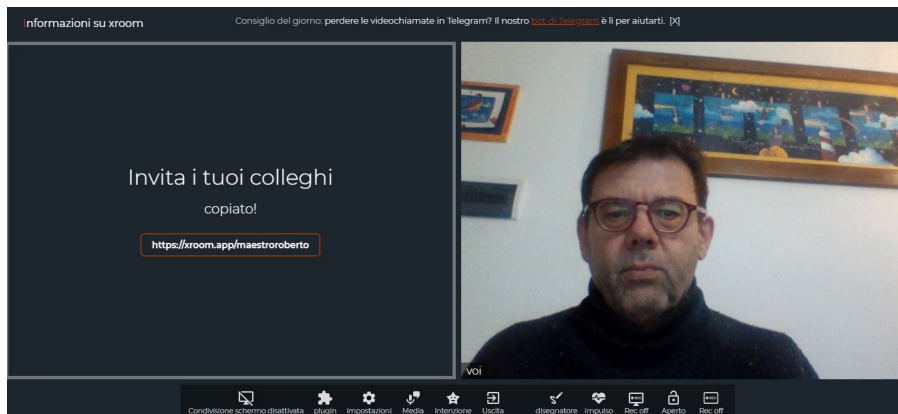 Informazioni su xroom
Consiglio del giorno: perdere le videochiamate in Telegram? Il nostro bot di Telegram è lì per aiutarti. [X]
Invita i tuoi colleghi
copiato!
https://xroom.app/maestroroberto
voi
Condivisione schermo disattivata plugin impostazioni Media Intenzione Uscita disegnatore impulso Rec off Aperto Rec off